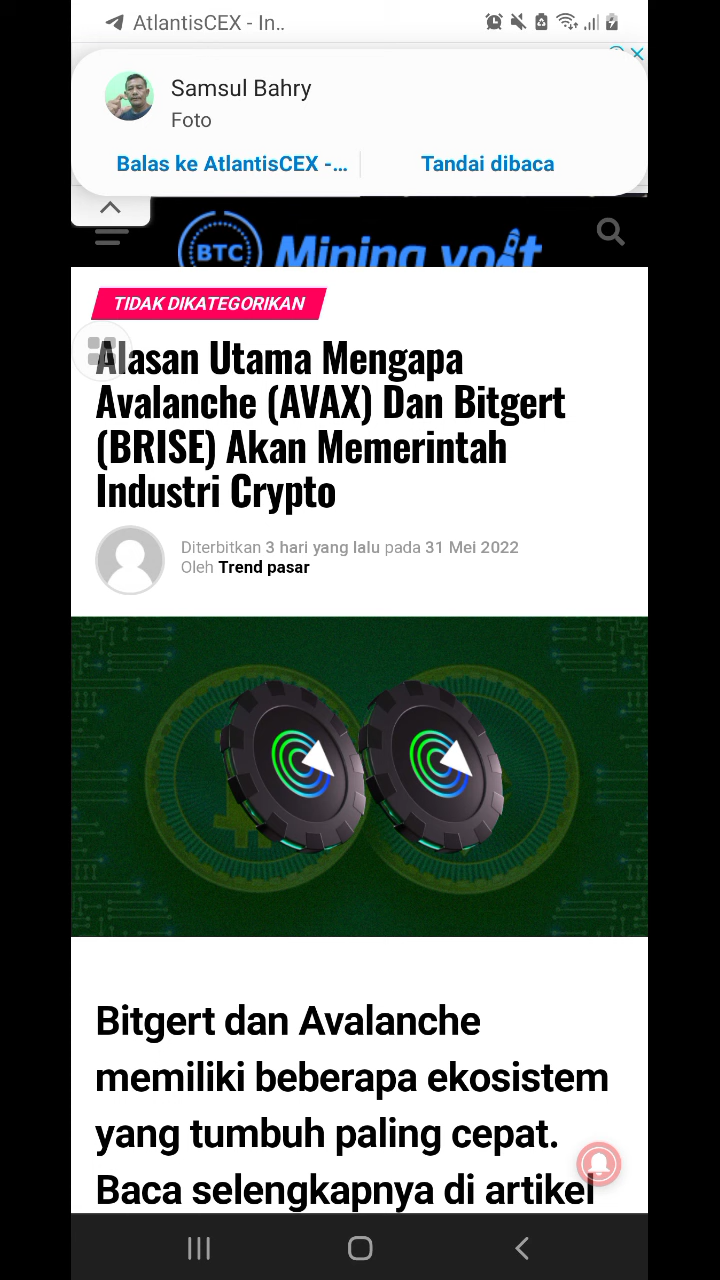 AtlantisCEX - In..
Samsul Bahry
Foto
Balas ke AtlantisCEX -...
Tandai dibaca
BTC Mining volt
TIDAK DIKATEGORIKAN
Alasan Utama Mengapa
Avalanche (AVAX) Dan Bitgert
(BRISE) Akan Memerintah
Industri Crypto
Diterbitkan 3 hari yang lalu pada 31 Mei 2022
Oleh Trend pasar
Bitgert dan Avalanche
memiliki beberapa ekosistem
yang tumbuh paling cepat.
Baca selengkapnya di artikel